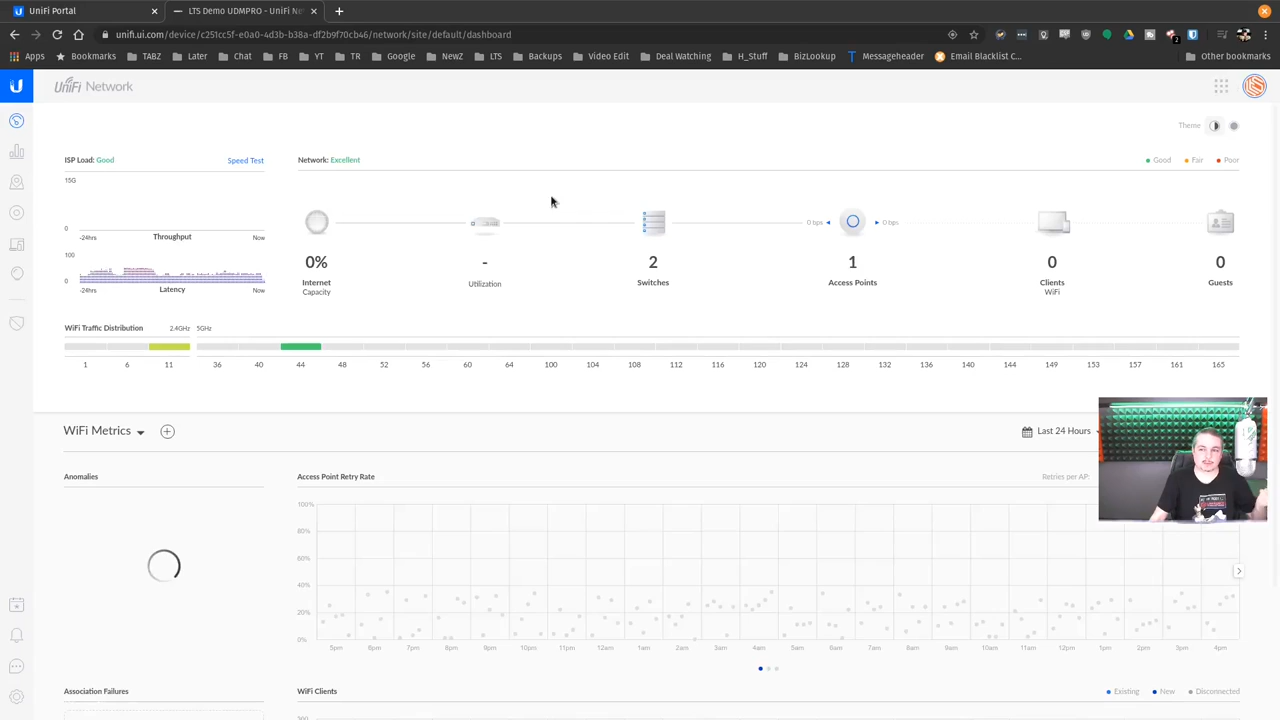 UniFi Portal
LTS Demo UDMPRO - UniFi Net
unifi.ui.com/device/c251cc5f-e0a0-4d3b-b38a-df2b9f70cb46/network/site/default/dashboard
Apps Bookmarks TABZ Later Chat FB YT TR Google NewZ LTS Backups Video Edit Deal Watching H_Stuff BizLookup Messageheader Email Blacklist C... Other bookmarks
UniFi Network
Theme
ISP Load: Good Speed Test
Network: Excellent
Good Fair Poor
15G
0
-24hrs Throughput Now
100
0
-24hrs Latency Now
0 bps 0 bps
0% - 2 1 0 0
Internet Utilization Switches Access Points Clients Guests
Capacity WiFi
WiFi Traffic Distribution 2.4GHz 5GHz
1 6 11 36 40 44 48 52 56 60 64 100 104 108 112 116 120 124 128 132 136 140 144 149 153 157 161 165
WiFi Metrics
Last 24 Hours
Anomalies
Access Point Retry Rate
Retries per AP:
100%
80%
60%
40%
20%
0%
5pm 6pm 7pm 8pm 9pm 10pm 11pm 12am 1am 2am 3am 4am 5am 6am 7am 8am 9am 10am 11am 12pm 1pm 2pm 3pm 4pm
Association Failures
WiFi Clients
Existing New Disconnected
500